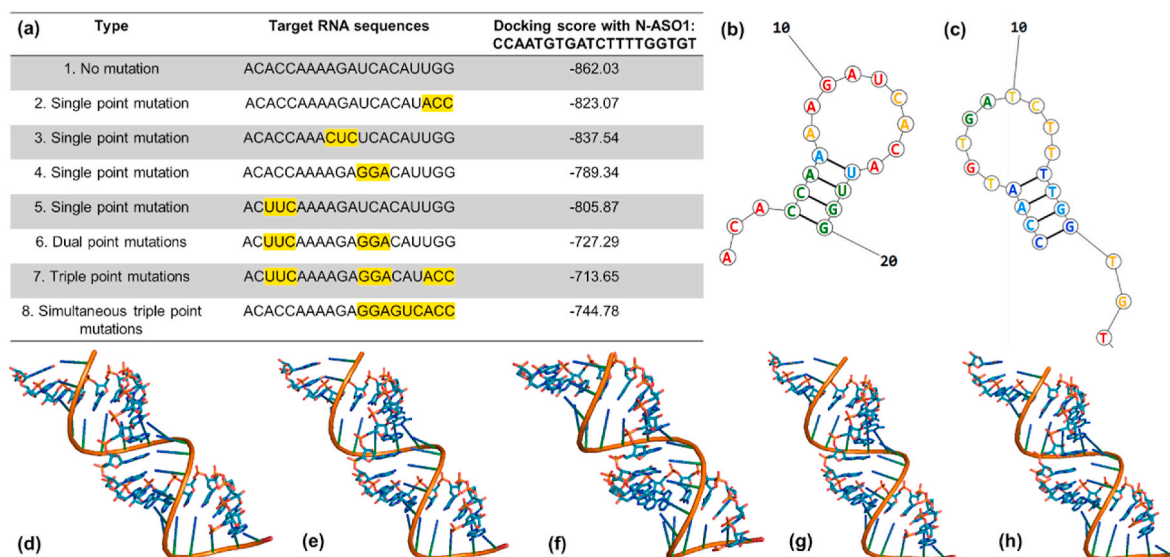 (a) Type Target RNA sequences Docking score with N-ASO1:
CCAATGTGATCTTTTGGTGT
1. No mutation ACACCAAAAGAUCACAUUGG -862.03
2. Single point mutation ACACCAAAAGAUCACAUACC -823.07
3. Single point mutation ACACCAAACUCUCACAUUGG -837.54
4. Single point mutation ACACCAAAAGAGGACAUUGG -789.34
5. Single point mutation ACUUCAAAAGAUCACAUUGG -805.87
6. Dual point mutations ACUUCAAAAGAGGACAUUGG -727.29
7. Triple point mutations ACUUCAAAAGAGGACAUACC -713.65
8. Simultaneous triple point ACACCAAAAGAGGAGUCACC -744.78
mutations
(b)
10
ACACCAAAAGAUCACAUUGG
20
(c)
10
CCAATGTGATCTTTTGGTGT
(d) (e) (f) (g) (h)